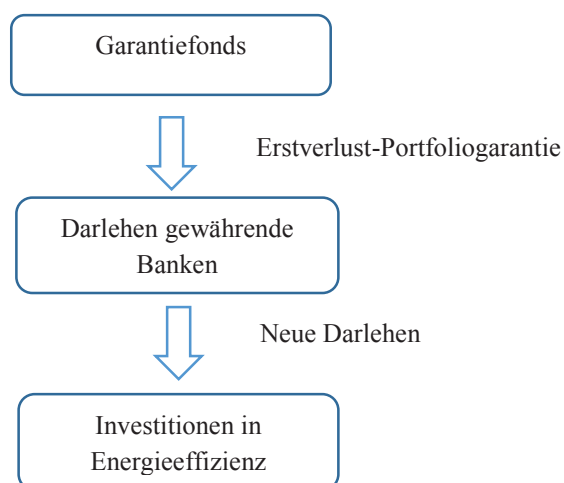 Garantiefonds
Erstverlust-Portfoliogarantie
Darlehen gewährende
Banken
Neue Darlehen
Investitionen in
Energieeffizienz